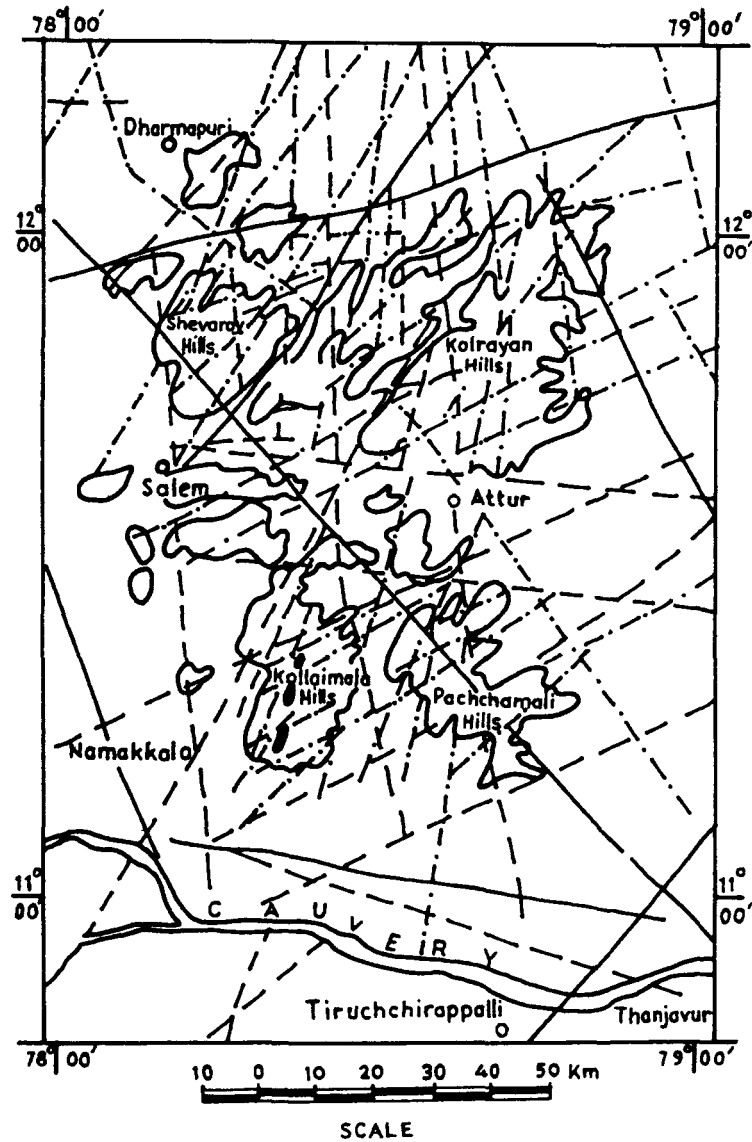 78° 00′ 79° 00′
Dharmapuri
12° 00′ 12° 00′
Shevaroy Hills
Kalrayan Hills
Salem
Attur
Kollaimala Hills
Pachchamali Hills
Namakkala
11° 00′ 11° 00′
CAUVERY
Tiruchchirappalli
Thanjavur
78° 00′ 79° 00′
10 0 10 20 30 40 50 Km
SCALE